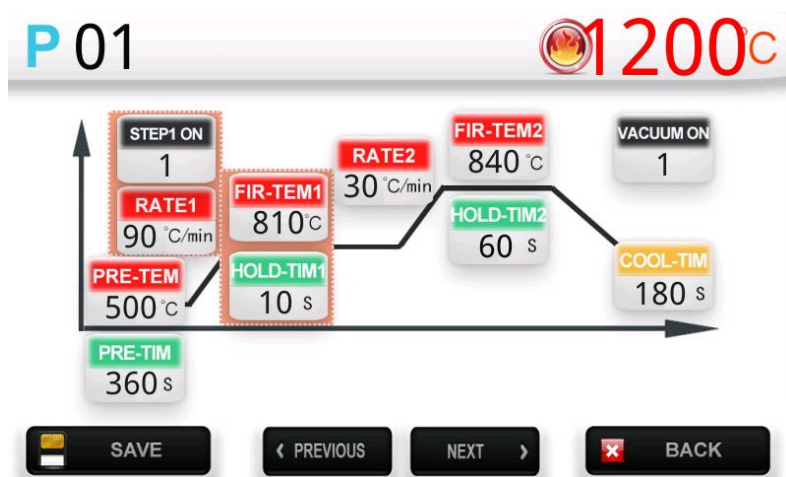 P 01
1200°C
STEP1 ON
1
RATE1
90 °C/min
PRE-TEM
500°C
PRE-TIM
360 S
FIR-TEM1
810°C
HOLD-TIM1
10 S
RATE2
30 °C/min
FIR-TEM2
840 °C
HOLD-TIM2
60 S
VACUUM ON
1
COOL-TIM
180 S
SAVE
‹ PREVIOUS
NEXT ›
BACK